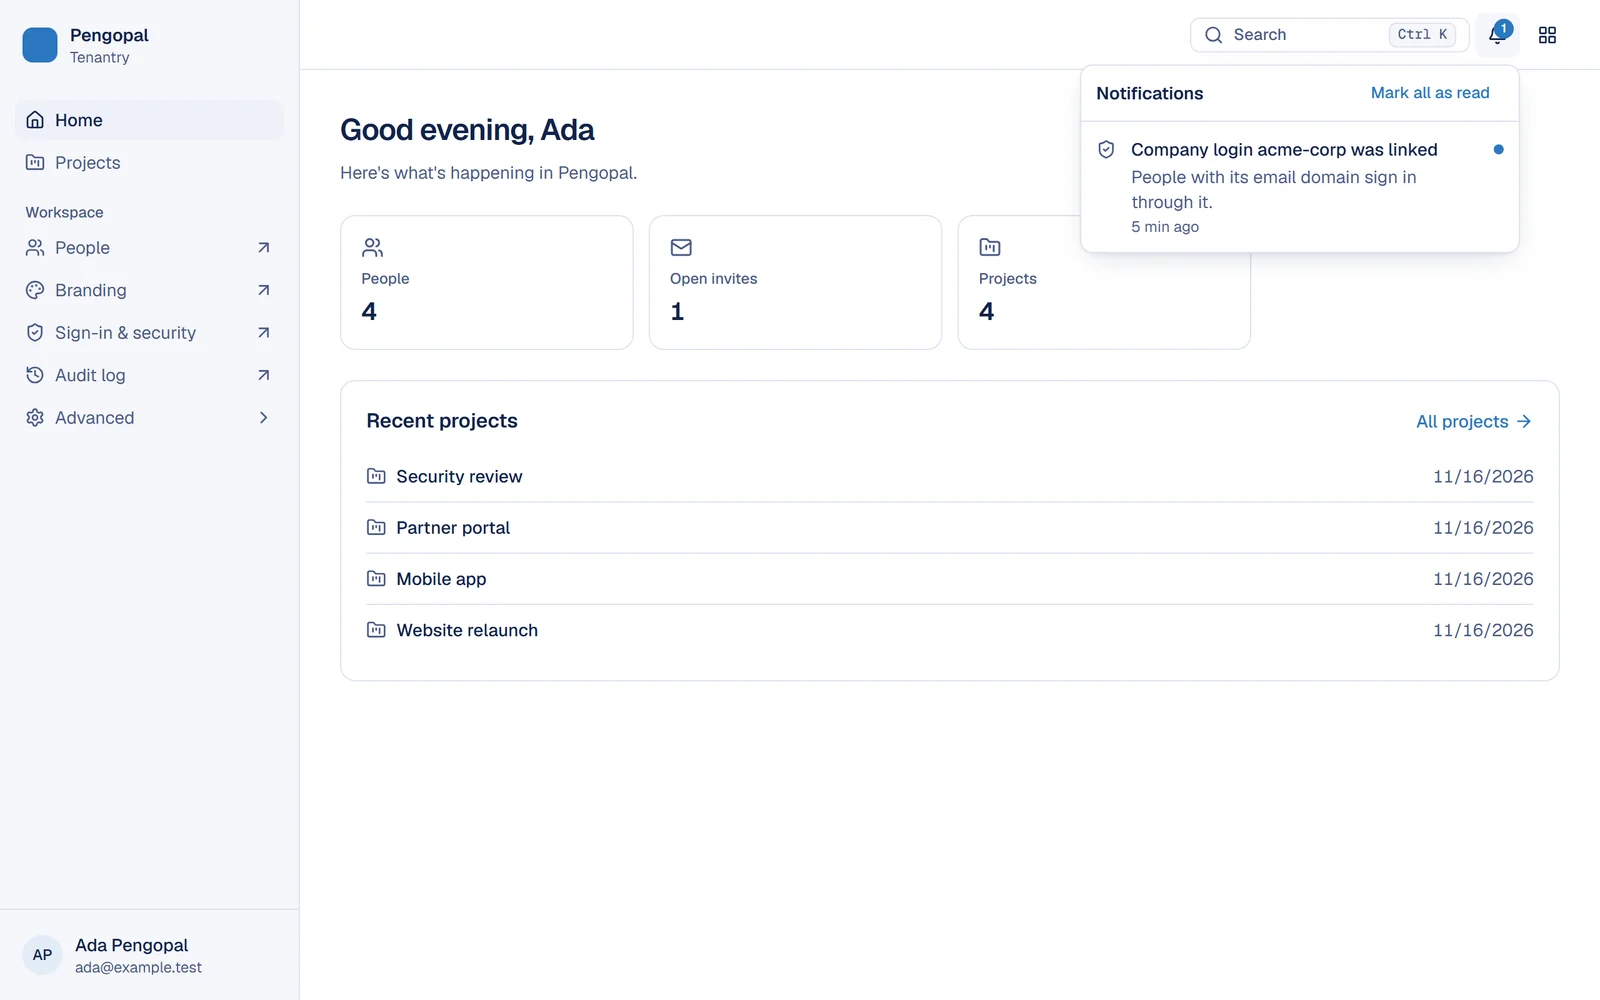 Pengopal
Tenantry
Home
Projects
Workspace
People
Branding
Sign-in & security
Audit log
Advanced
AP
Ada Pengopal
ada@example.test
Search
Ctrl K
1
Notifications
Mark all as read
Company login acme-corp was linked
People with its email domain sign in
through it.
5 min ago
Good evening, Ada
Here's what's happening in Pengopal.
People
4
Open invites
1
Projects
4
Recent projects
All projects
Security review
11/16/2026
Partner portal
11/16/2026
Mobile app
11/16/2026
Website relaunch
11/16/2026